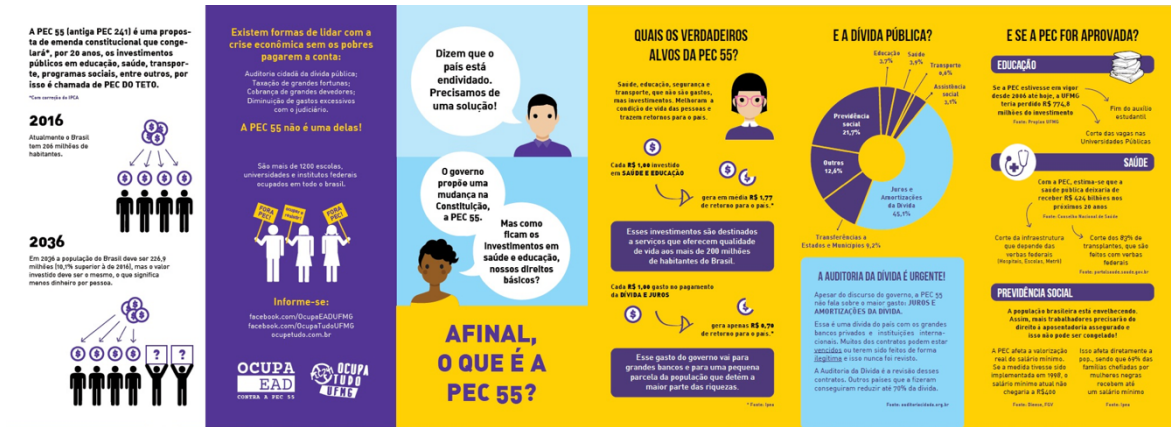 A PEC 55 (antiga PEC 241) é uma propos-
ta de emenda constitucional que conge-
lará*, por 20 anos, os investimentos
públicos em educação, saúde, transpor-
te, programas sociais, entre outros, por
isso é chamada de PEC DO TETO.
*Com correção do IPCA
2016
Atualmente o Brasil
tem 206 milhões de
habitantes.
2036
Em 2036 a população do Brasil deve ser 226,9
milhões (10,1% superior à de 2016), mas o valor
investido deve ser o mesmo, o que significa
menos dinheiro por pessoa.
? ?
Existem formas de lidar com a
crise econômica sem os pobres
pagarem a conta:
Auditoria cidadã da dívida pública;
Taxação de grandes fortunas;
Cobrança de grandes devedores;
Diminuição de gastos excessivos
com o judiciário.
A PEC 55 não é uma delas!
São mais de 1200 escolas,
universidades e institutos federais
ocupados em todo o brasil.
FORA
PEC!
FORA
PEC!
Informe-se:
facebook.com/OcupaEADUFMG
facebook.com/OcupaTudoUFMG
ocupetudo.com.br
OCUPA
EAD
CONTRA A PEC 55
OCUPA
TUDO
UFMG
Dizem que o
país está
endividado.
Precisamos de
uma solução!
O governo
propôs uma
mudança na
Constituição,
a PEC 55.
Mas como
ficam os
investimentos em
saúde e educação,
nossos direitos
básicos?
AFINAL,
O QUE É A
PEC 55?
QUAIS OS VERDADEIROS
ALVOS DA PEC 55?
Saúde, educação, segurança e
transporte, que não são gastos,
mas investimentos. Melhoram a
condição de vida das pessoas e
trazem retornos para o país.
Cada R$ 1,00 investido
em SAÚDE E EDUCAÇÃO
gera em média R$ 1,77
de retorno para o país.*
Esses investimentos são destinados
a serviços que oferecem qualidade
de vida aos mais de 200 milhões
de habitantes do Brasil.
Cada R$ 1,00 gasto no pagamento
da DÍVIDA E JUROS
gera apenas R$ 0,70
de retorno para o país.*
Esse gasto do governo vai para
grandes bancos e para uma pequena
parcela da população que detém a
maior parte das riquezas.
* Fonte: Ipea
E A DÍVIDA PÚBLICA?
Educação
3,7%
Saúde
3,9%
Transporte
Assistência
social
3,1%
Previdência
social
21,7%
Outros
12,6%
Juros e
Amortizações
da Dívida
45,1%
Transferências a
Estados e Municípios 9,2%
A AUDITORIA DA DÍVIDA É URGENTE!
Apesar do discurso do governo, a PEC 55
não fala sobre o maior gasto: JUROS E
AMORTIZAÇÕES DA DÍVIDA.
Essa é uma dívida do país com os grandes
bancos privados e instituições interna-
cionais. Muitos dos contratos podem estar
vencidos ou terem sido feitos de forma
ilegítima e isso nunca foi revisto.
A Auditoria da Dívida é a revisão desses
contratos. Outros países que a fizeram
conseguiram reduzir até 70% da dívida.
Fonte: auditoriacidada.org.br
E SE A PEC FOR APROVADA?
EDUCAÇÃO
Se a PEC estivesse em vigor
desde 2006 até hoje, a UFMG
teria perdido R$ 774,8
milhões de investimento
Fonte: Proplan UFMG
Fim do auxílio
estudantil
Corte das vagas nas
Universidades Públicas
SAÚDE
Com a PEC, estima-se que a
saúde pública deixaria de
receber R$ 424 bilhões nos
próximos 20 anos
Fonte: Conselho Nacional de Saúde
Corte da infraestrutura
que depende das
verbas federais
(Hospitais, Escolas, Metrô)
Corte dos 87% de
transplantes, que são
feitos com verbas
federais
Fonte: portalsaude.saude.gov.br
PREVIDÊNCIA SOCIAL
A população brasileira está envelhecendo.
Assim, mais trabalhadores precisarão do
direito à aposentadoria assegurado e
isso não pode ser congelado!
A PEC afeta a valorização
real do salário mínimo.
Se a medida tivesse sido
implementada em 1998, o
salário mínimo atual não
chegaria a R$400
Fonte: Dieese, FGV
Isso afeta diretamente a
pop., sendo que 69% das
famílias chefiadas por
mulheres negras
recebem até
um salário mínimo
Fonte: Ipea